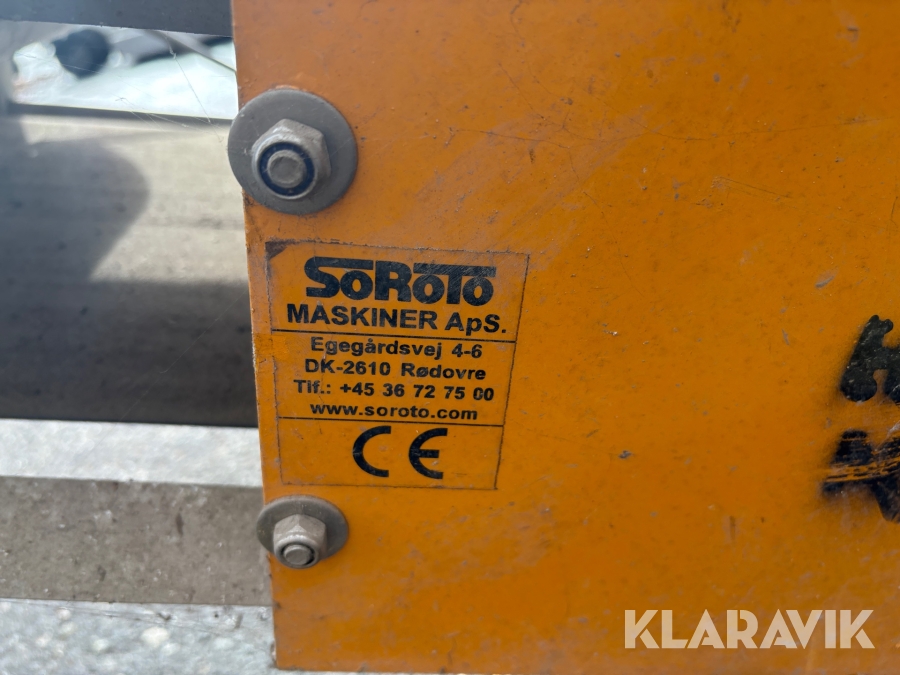 SOROTO
MASKINER ApS.
Egegårdsvej 4-6
DK-2610 Rødovre
Tlf.: +45 36 72 75 00
www.soroto.com
CE
KLARAVIK